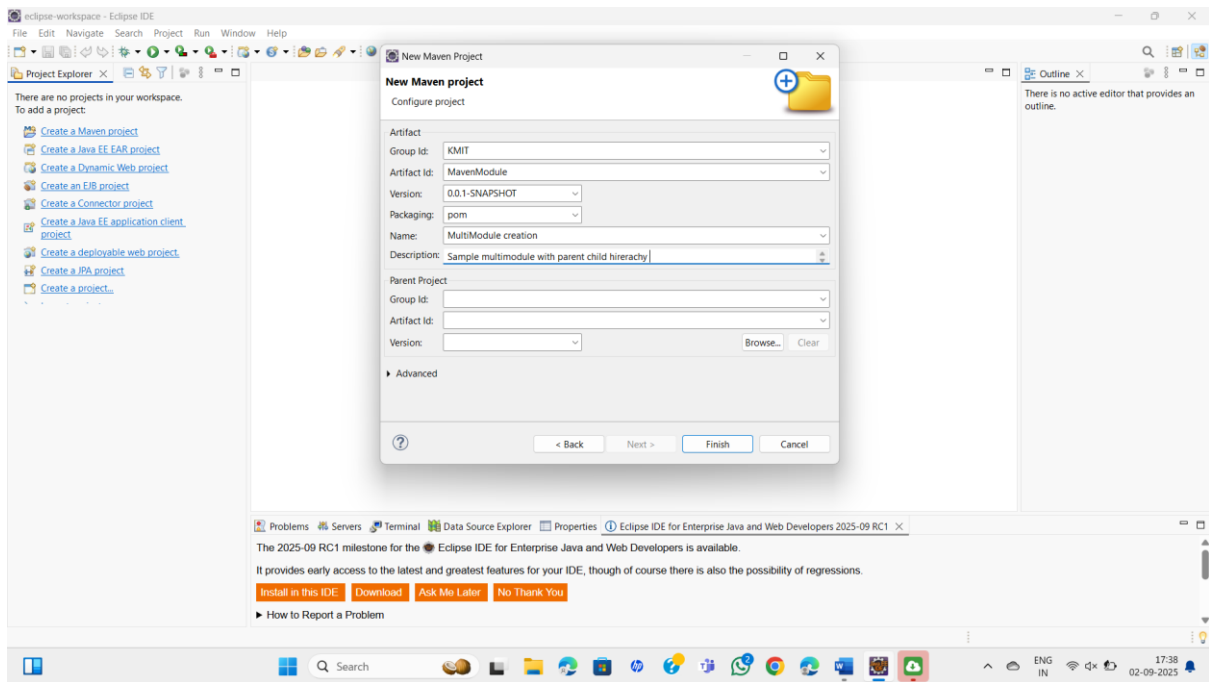 eclipse-workspace - Eclipse IDE
File Edit Navigate Search Project Run Window Help
Project Explorer
There are no projects in your workspace.
To add a project:
Create a Maven project
Create a Java EE EAR project
Create a Dynamic Web project
Create an EJB project
Create a Connector project
Create a Java EE application client
project
Create a deployable web project.
Create a JPA project
Create a project...
New Maven Project
New Maven project
Configure project
Artifact
Group Id: KMIT
Artifact Id: MavenModule
Version: 0.0.1-SNAPSHOT
Packaging: pom
Name: MultiModule creation
Description: Sample multimodule with parent child hirerachy
Parent Project
Group Id:
Artifact Id:
Version: Browse... Clear
Advanced
< Back Next > Finish Cancel
Outline
There is no active editor that provides an
outline.
Problems Servers Terminal Data Source Explorer Properties Eclipse IDE for Enterprise Java and Web Developers 2025-09 RC1
The 2025-09 RC1 milestone for the Eclipse IDE for Enterprise Java and Web Developers is available.
It provides early access to the latest and greatest features for your IDE, though of course there is also the possibility of regressions.
Install in this IDE Download Ask Me Later No Thank You
How to Report a Problem
Search
ENG
IN
17:38
02-09-2025